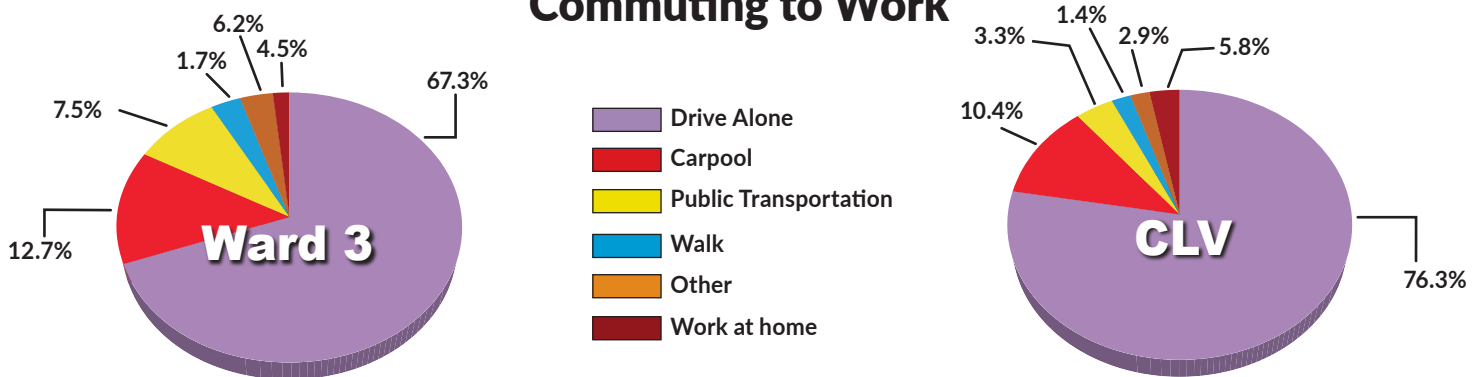 Commuting to Work
6.2%
4.5%
1.7%
67.3%
7.5%
12.7%
Ward 3
Drive Alone
Carpool
Public Transportation
Walk
Other
Work at home
1.4%
3.3%
2.9%
5.8%
10.4%
76.3%
CLV